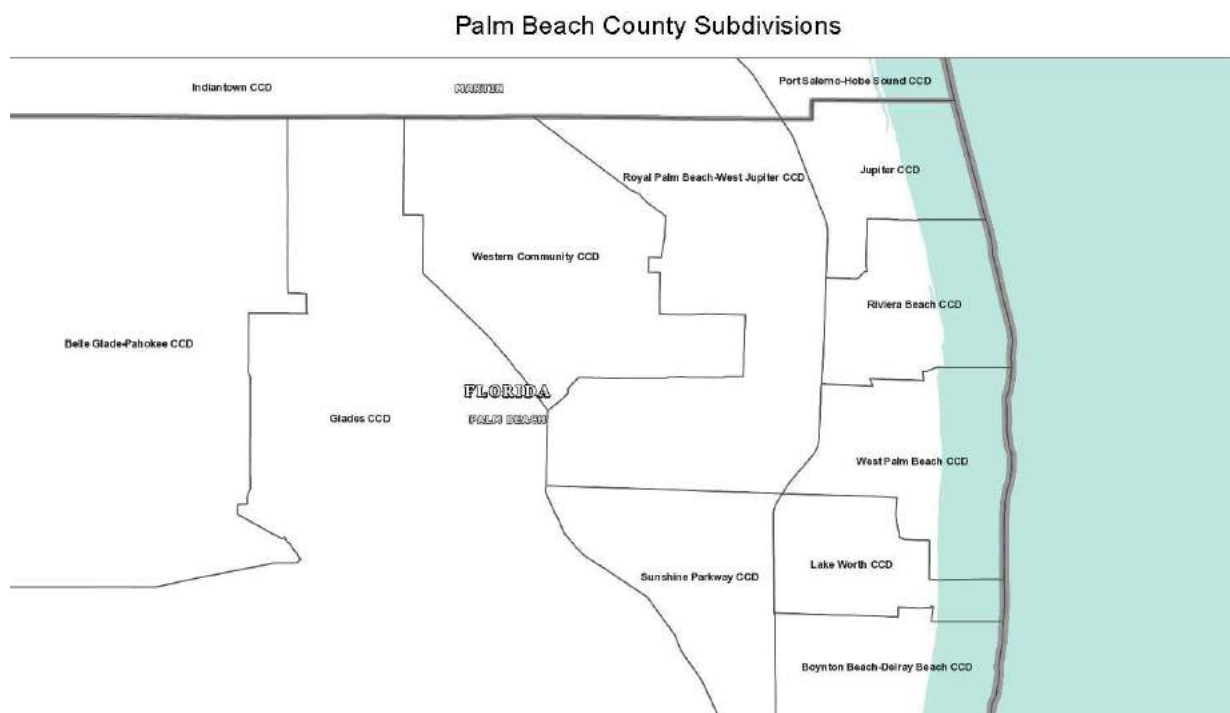 Palm Beach County Subdivisions
Indiantown CCD
MARTIN
Port Salerno-Hobe Sound CCD
Royal Palm Beach-West Jupiter CCD
Jupiter CCD
Western Community CCD
Riviera Beach CCD
Belle Glade-Pahokee CCD
FLORIDA
Glades CCD
PALM BEACH
West Palm Beach CCD
Lake Worth CCD
Sunshine Parkway CCD
Boynton Beach-Delray Beach CCD